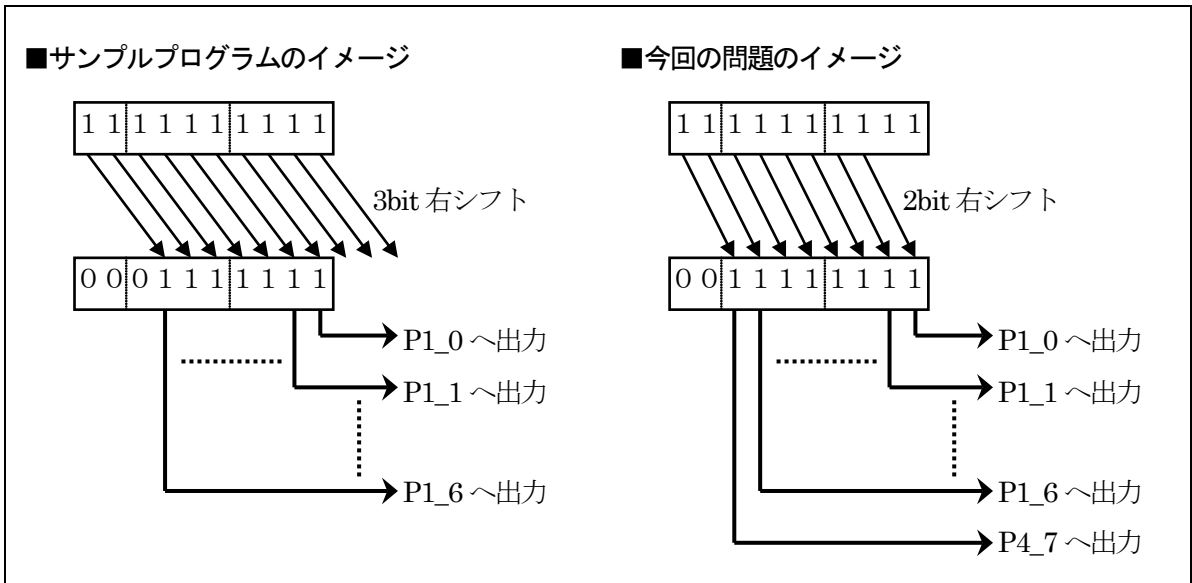 ■サンプルプログラムのイメージ
1 1 1 1 1 1 1 1 1 1
3bit 右シフト
0 0 0 1 1 1 1 1 1 1
P1_0 へ出力
P1_1 へ出力
P1_6 へ出力
■今回の問題のイメージ
1 1 1 1 1 1 1 1 1 1
2bit 右シフト
0 0 1 1 1 1 1 1 1 1
P1_0 へ出力
P1_1 へ出力
P1_6 へ出力
P4_7 へ出力